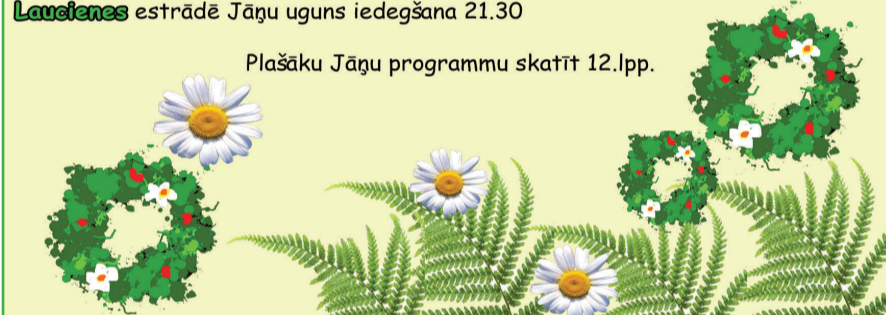 Laucienes estrādē Jāņu uguns iedegšana 21.30
Plašāku Jāņu programmu skatīt 12.lpp.